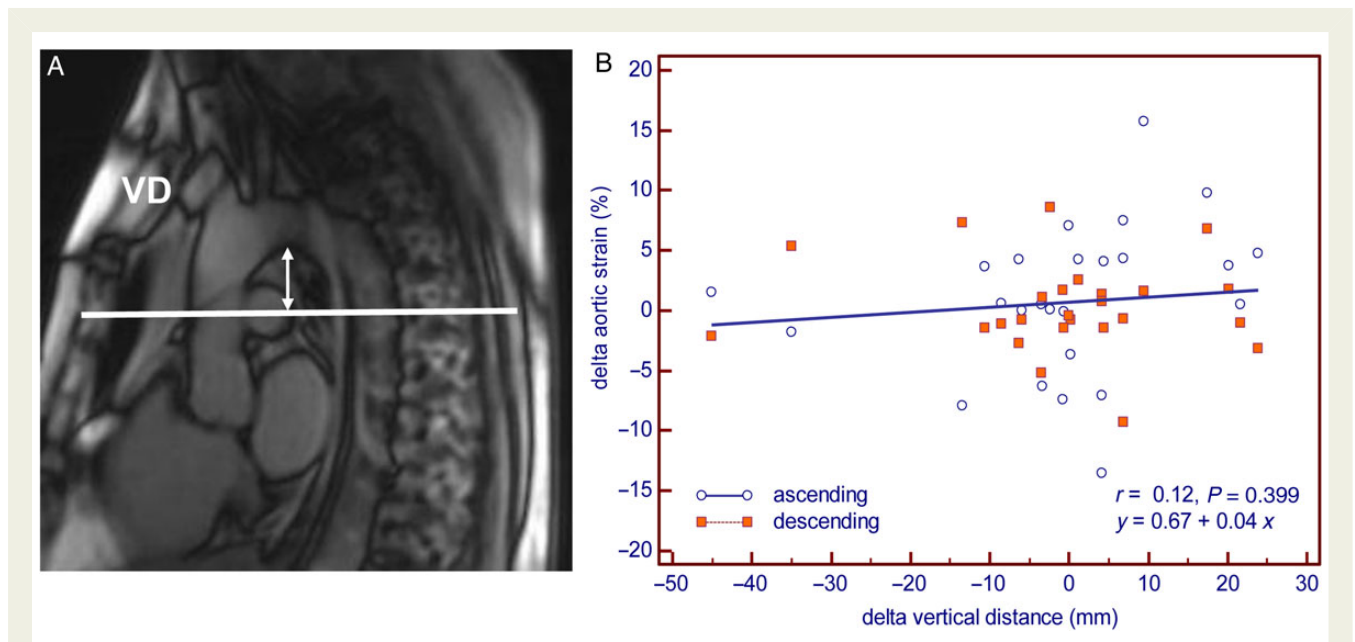 A
VD
B
delta aortic strain (%)
20
15
10
5
0
−5
−10
−15
−20
ascending
descending
r = 0.12, P = 0.399
y = 0.67 + 0.04 x
−50 −40 −30 −20 −10 0 10 20 30
delta vertical distance (mm)